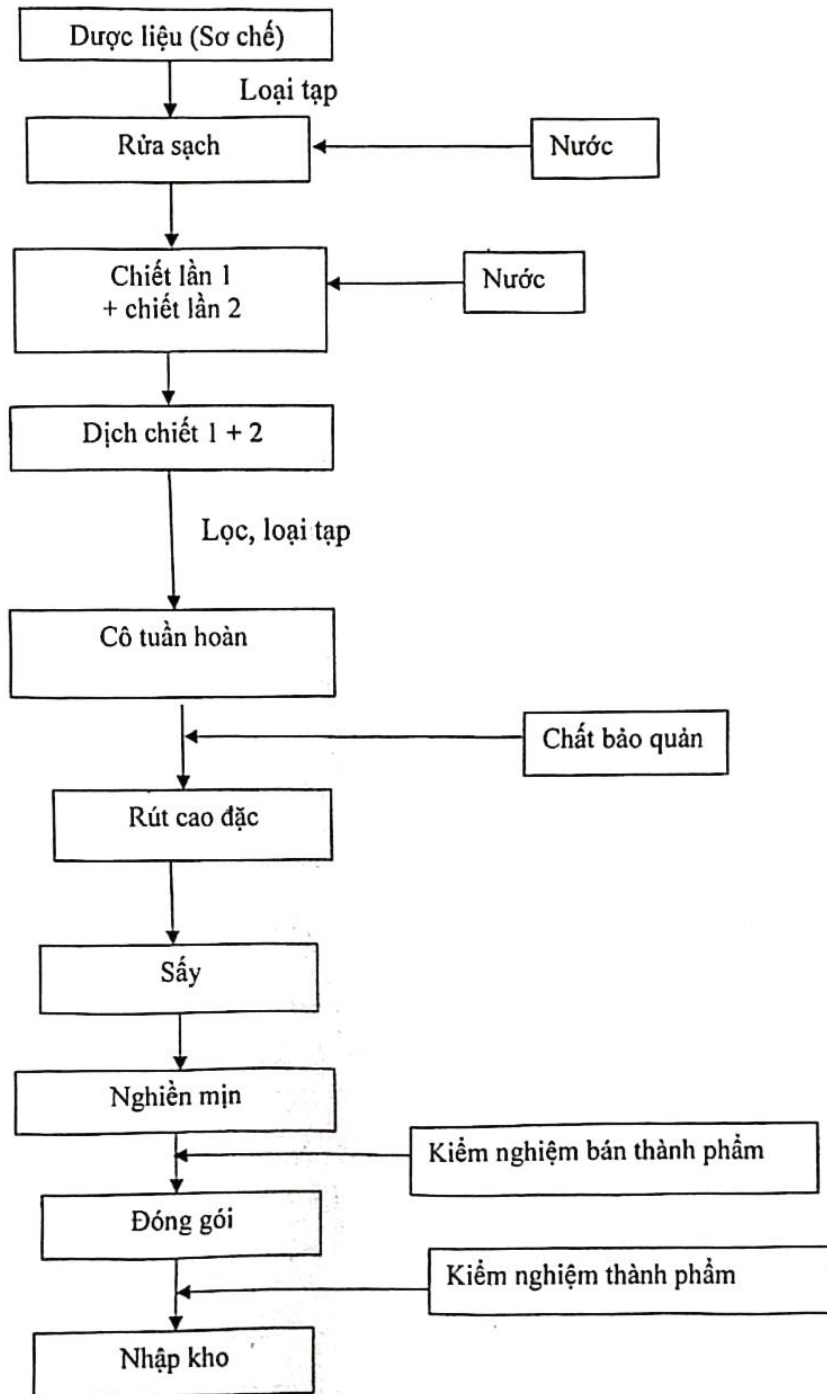 Dược liệu (Sơ chế)
Loại tạp
Rửa sạch
Nước
Chiết lần 1
+ chiết lần 2
Nước
Dịch chiết 1 + 2
Lọc, loại tạp
Cô tuần hoàn
Chất bảo quản
Rút cao đặc
Sấy
Nghiền mịn
Kiểm nghiệm bán thành phẩm
Đóng gói
Kiểm nghiệm thành phẩm
Nhập kho